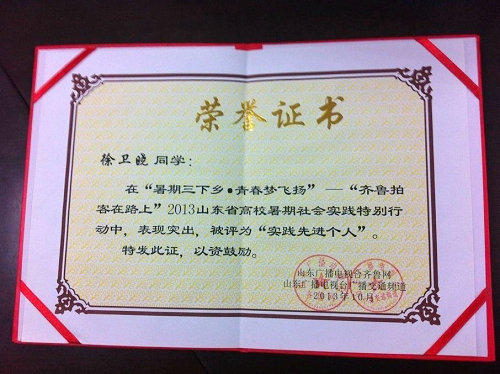 荣誉证书
徐卫晓 同学：
在“暑期三下乡•青春梦飞扬”—“齐鲁拍
客在路上”2013山东省高校暑期社会实践特别行
动中，表现突出，被评为“实践先进个人”。
特发此证，以资鼓励。
山东广播电视台齐鲁网
山东广播电视台广播交通频道
2013年10月